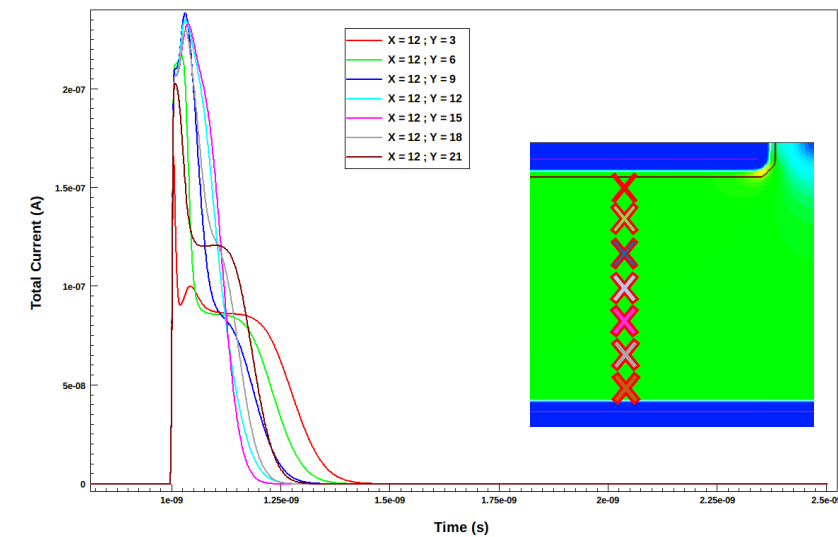 X = 12 ; Y = 3
X = 12 ; Y = 6
X = 12 ; Y = 9
X = 12 ; Y = 12
X = 12 ; Y = 15
X = 12 ; Y = 18
X = 12 ; Y = 21
2e-07
1.5e-07
1e-07
5e-08
0
Total Current (A)
1e-09 1.25e-09 1.5e-09 1.75e-09 2e-09 2.25e-09 2.5e-0
Time (s)